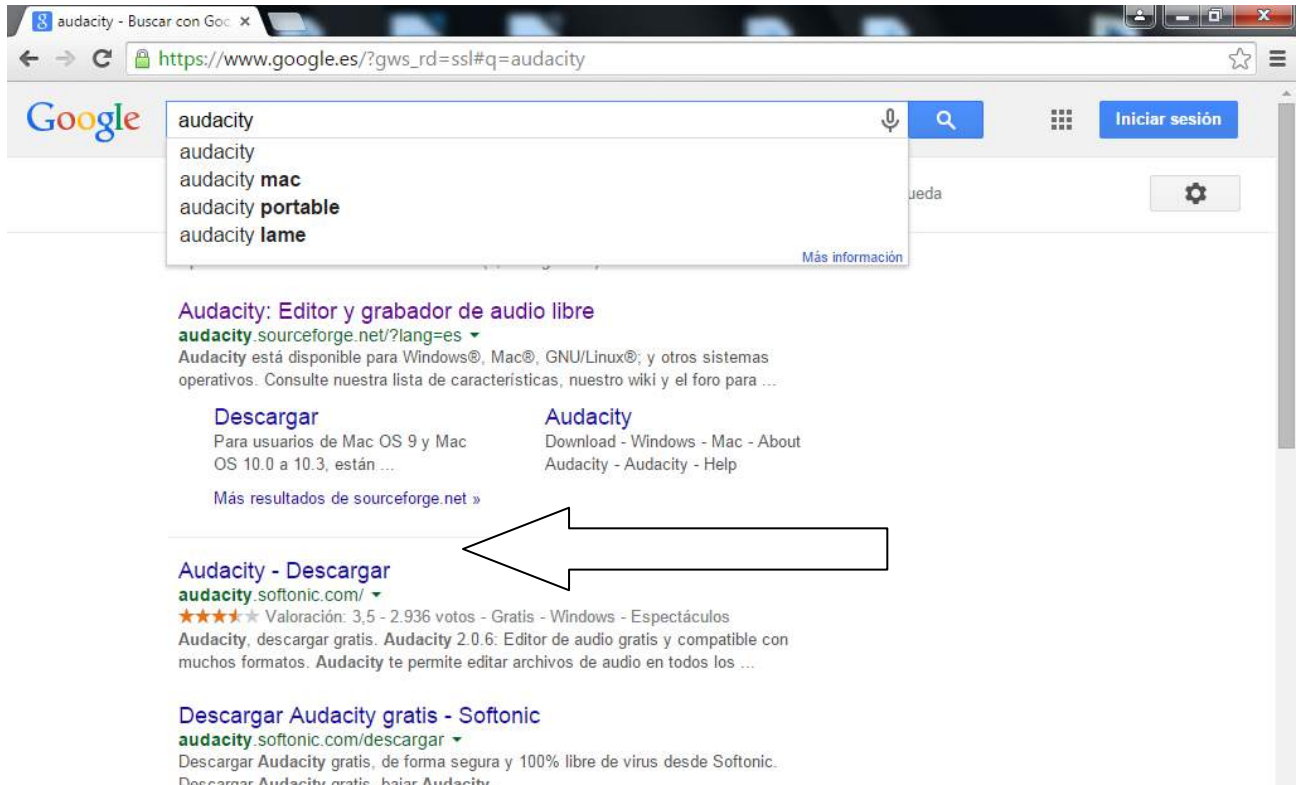 audacity - Buscar con Goo
https://www.google.es/?gws_rd=ssl#q=audacity
Google
audacity
Iniciar sesión
audacity
audacity mac
audacity portable
audacity lame
Más información
ueda
Audacity: Editor y grabador de audio libre
audacity.sourceforge.net/?lang=es
Audacity está disponible para Windows®, Mac®, GNU/Linux®; y otros sistemas
operativos. Consulte nuestra lista de características, nuestro wiki y el foro para ...
Descargar
Para usuarios de Mac OS 9 y Mac
OS 10.0 a 10.3, están ...
Audacity
Download - Windows - Mac - About
Audacity - Audacity - Help
Más resultados de sourceforge.net »
Audacity - Descargar
audacity.softonic.com/
Valoración: 3,5 - 2.936 votos - Gratis - Windows - Espectáculos
Audacity, descargar gratis. Audacity 2.0.6: Editor de audio gratis y compatible con
muchos formatos. Audacity te permite editar archivos de audio en todos los ...
Descargar Audacity gratis - Softonic
audacity.softonic.com/descargar
Descargar Audacity gratis, de forma segura y 100% libre de virus desde Softonic.
Descargar Audacity gratis, bajar Audacity